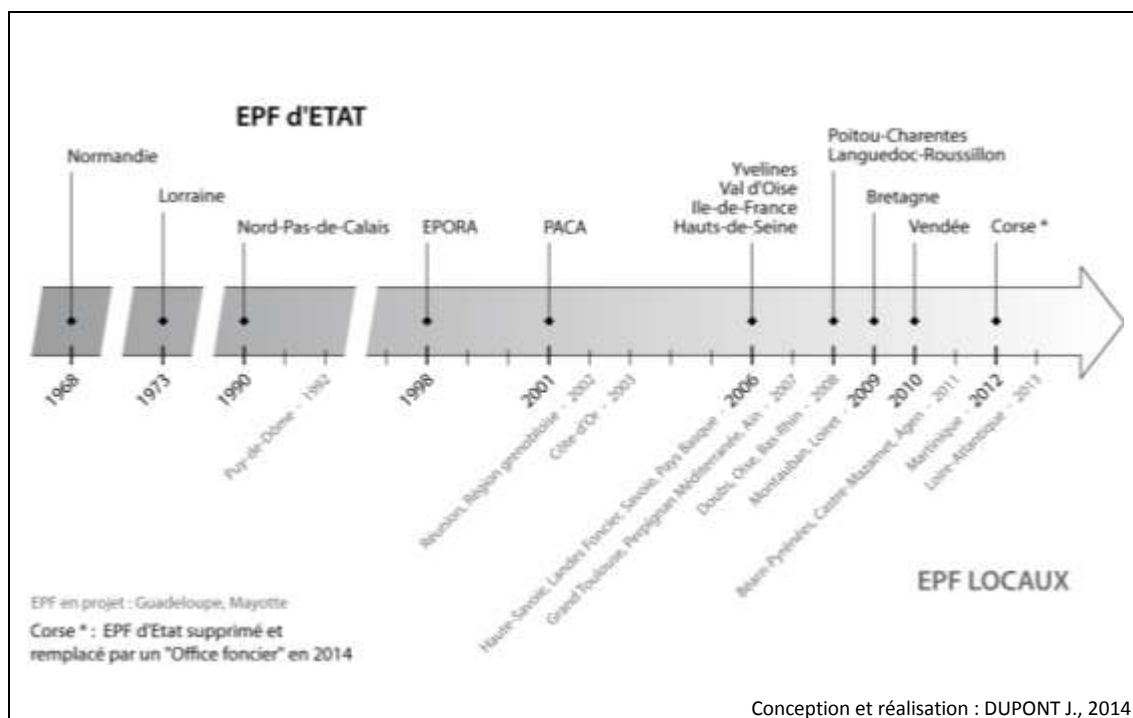 EPF d'ETAT
Normandie
Lorraine
Nord-Pas-de-Calais
EPORA
PACA
Yvelines
Val d'Oise
Ile-de-France
Hauts-de-Seine
Poitou-Charentes
Languedoc-Roussillon
Bretagne
Vendée
Corse *
1968
1973
1990
Puy-de-Dôme - 1992
1998
2001
Réunion, Région grenobloise - 2002
Côte-d'Or - 2003
2006
Haute-Savoie, Landes Foncier, Savoie, Pays Basque -
Grand Toulouse, Perpignan Méditerranée, Ain - 2007
Doubs, Oise, Bas-Rhin - 2008
2009
Montauban, Loiret -
2010
Béarn-Pyrénées, Castre-Mazamet, Agen - 2011
2012
Martinique -
Loire-Atlantique - 2013
EPF LOCAUX
EPF en projet : Guadeloupe, Mayotte
Corse * : EPF d'Etat supprimé et
remplacé par un "Office foncier" en 2014
Conception et réalisation : DUPONT J., 2014